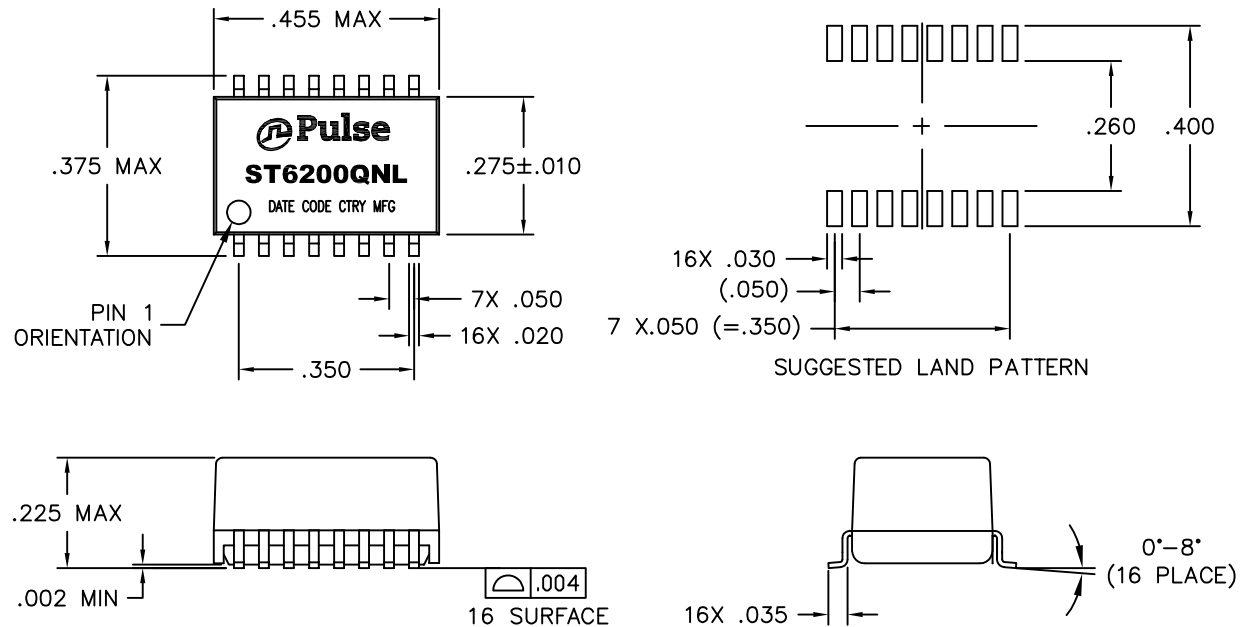 .455 MAX
.375 MAX
Pulse
ST6200QNL
DATE CODE CTRY MFG
.275±.010
PIN 1
ORIENTATION
7X .050
16X .020
.350
.260
.400
16X .030
(.050)
7 X.050 (=.350)
SUGGESTED LAND PATTERN
.225 MAX
.002 MIN
.004
16 SURFACE
16X .035
0°–8°
(16 PLACE)